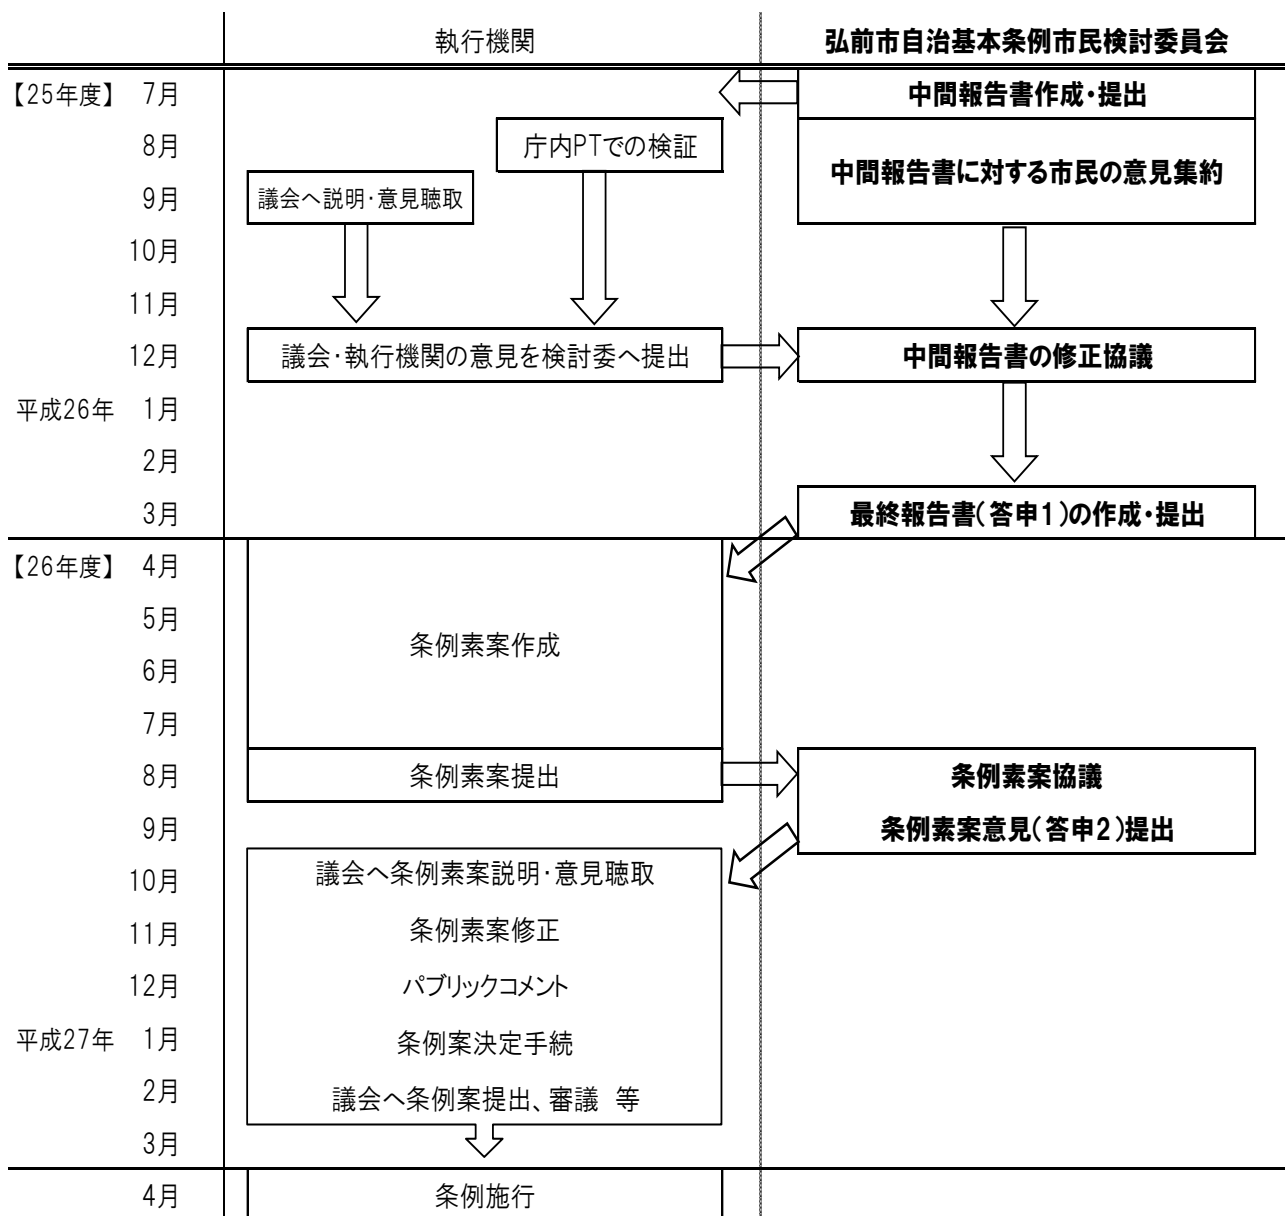 執行機関 弘前市自治基本条例市民検討委員会
【25年度】 7月 中間報告書作成・提出
8月 庁内PTでの検証
中間報告書に対する市民の意見集約
9月 議会へ説明・意見聴取
10月
11月
12月 議会・執行機関の意見を検討委へ提出 中間報告書の修正協議
平成26年 1月
2月
3月 最終報告書(答申1)の作成・提出
【26年度】 4月
5月
条例素案作成
6月
7月
8月 条例素案提出 条例素案協議
9月 条例素案意見(答申2)提出
10月 議会へ条例素案説明・意見聴取
11月 条例素案修正
12月 パブリックコメント
平成27年 1月 条例案決定手続
2月 議会へ条例案提出、審議 等
3月
4月 条例施行